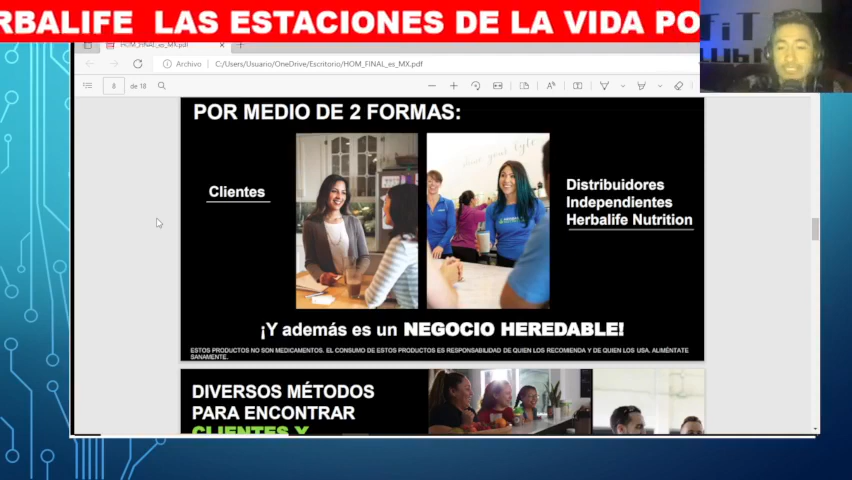 RBALIFE LAS ESTACIONES DE LA VIDA PO
HOM_FINAL_es_MX.pdf
Archivo
C:/Users/Usuario/OneDrive/Escritorio/HOM_FINAL_es_MX.pdf
8 de 18
POR MEDIO DE 2 FORMAS:
Clientes
Distribuidores
Independientes
Herbalife Nutrition
¡Y además es un NEGOCIO HEREDABLE!
ESTOS PRODUCTOS NO SON MEDICAMENTOS. EL CONSUMO DE ESTOS PRODUCTOS ES RESPONSABILIDAD DE QUIEN LOS RECOMIENDA Y DE QUIEN LOS USA. ALIMÉNTATE
SANAMENTE.
DIVERSOS MÉTODOS
PARA ENCONTRAR
CLIENTES Y